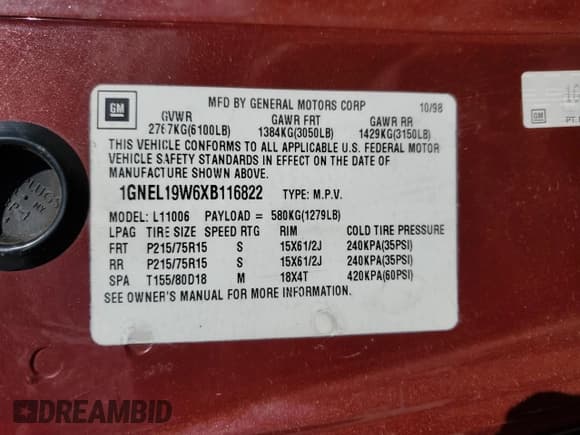 GM
MFD BY GENERAL MOTORS CORP 10/98
GVWR GAWR FRT GAWR RR
2767KG(6100LB) 1384KG(3050LB) 1429KG(3150LB)
THIS VEHICLE CONFORMS TO ALL APPLICABLE U.S. FEDERAL MOTOR
VEHICLE SAFETY STANDARDS IN EFFECT ON THE DATE OF
MANUFACTURE SHOWN ABOVE.
1GNEL19W6XB116822 TYPE: M.P.V.
MODEL: L11006 PAYLOAD = 580KG(1279LB)
LPAG TIRE SIZE SPEED RTG RIM COLD TIRE PRESSURE
FRT P215/75R15 S 15X61/2J 240KPA(35PSI)
RR P215/75R15 S 15X61/2J 240KPA(35PSI)
SPA T155/80D18 M 18X4T 420KPA(60PSI)
SEE OWNER'S MANUAL FOR MORE INFORMATION.
GM
PT.
DREAMBID